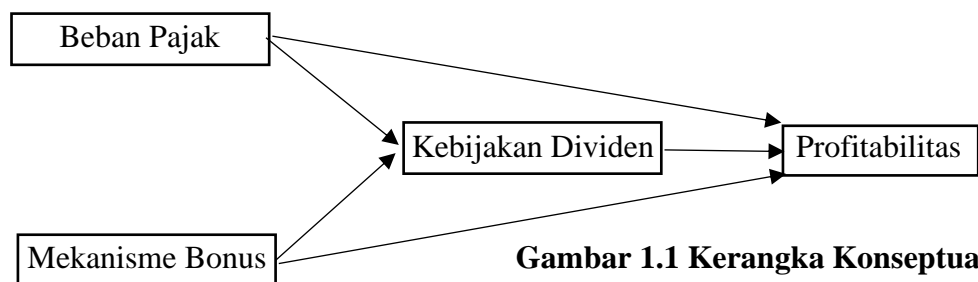 Beban Pajak
Kebijakan Dividen
Profitabilitas
Mekanisme Bonus
Gambar 1.1 Kerangka Konseptua